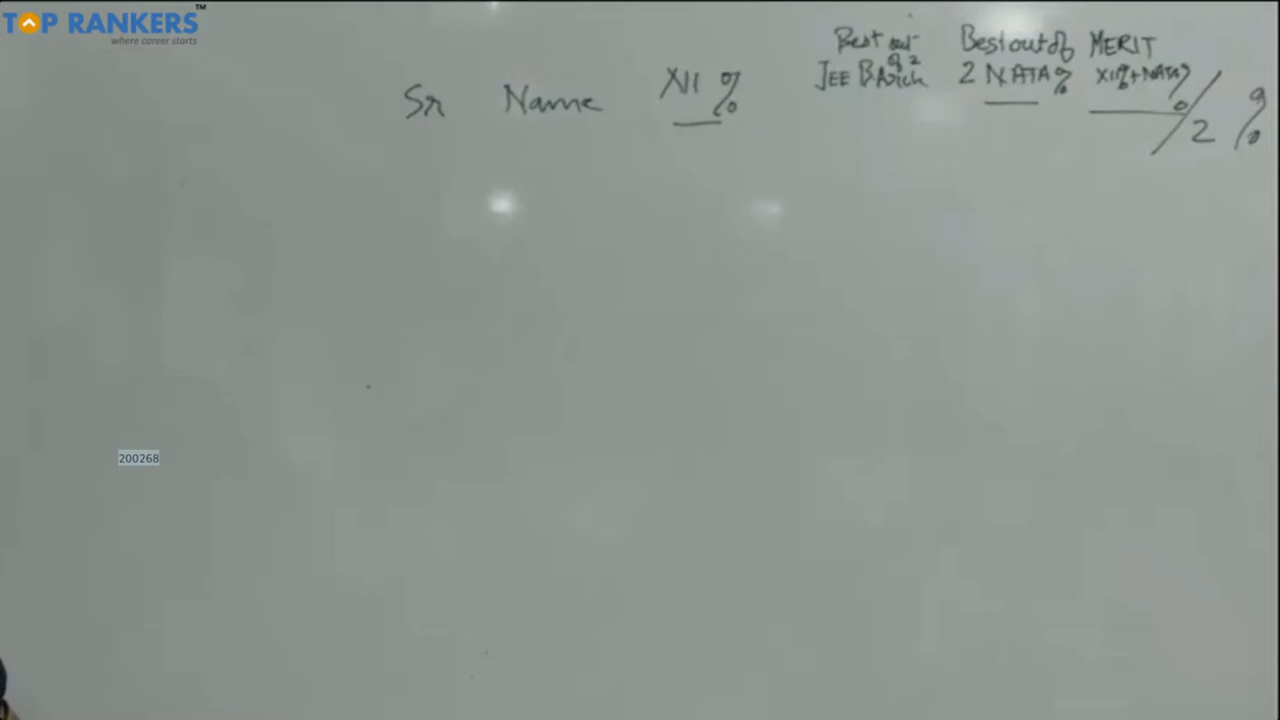 TOP RANKERS™
where career starts
Sr Name XII %
Best out of 2
JEE BArch
Best out of
2 NATA %
MERIT
XII% + NATA %
/2 %
200268